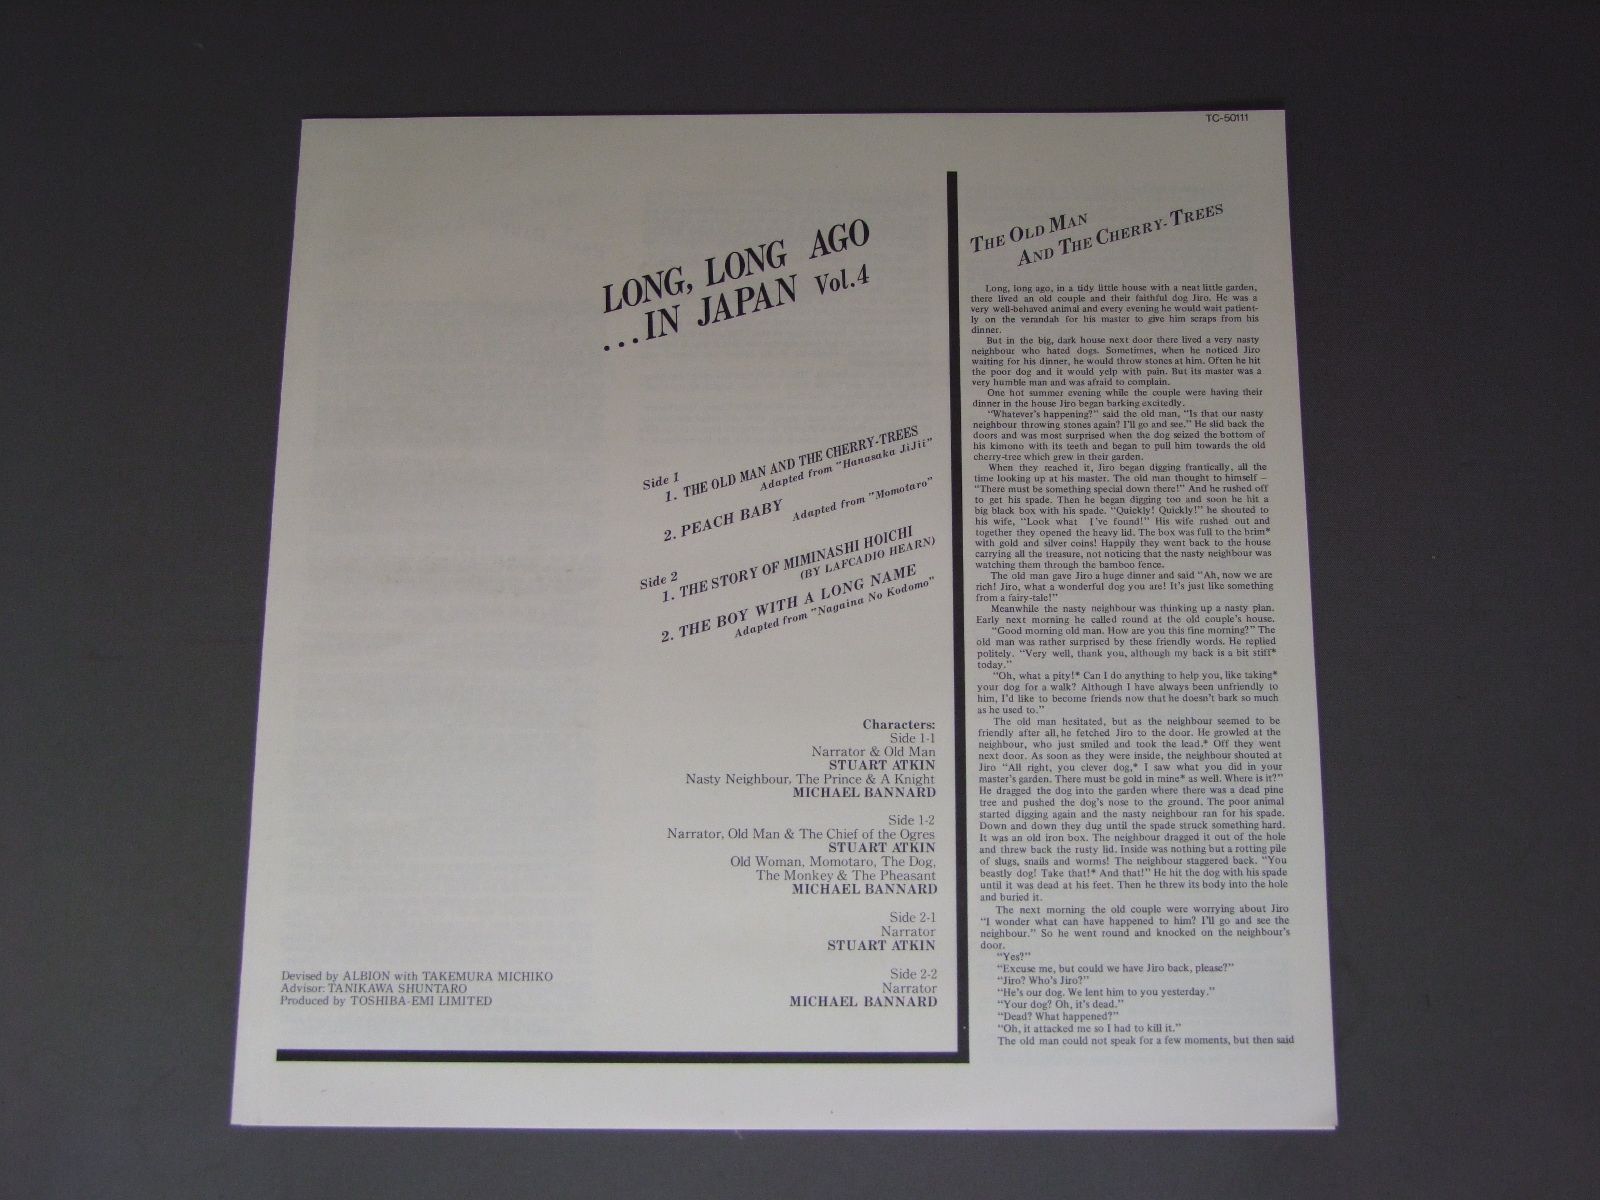 TC-50111
LONG, LONG AGO
...IN JAPAN Vol.4
Side 1
1. THE OLD MAN AND THE CHERRY-TREES
Adapted from "Hanasaka JiJii"
2. PEACH BABY
Adapted from "Momotaro"
Side 2
1. THE STORY OF MIMINASHI HOICHI
(BY LAFCADIO HEARN)
2. THE BOY WITH A LONG NAME
Adapted from "Nagaina No Kodomo"
Characters:
Side 1-1
Narrator & Old Man
STUART ATKIN
Nasty Neighbour, The Prince & A Knight
MICHAEL BANNARD
Side 1-2
Narrator, Old Man & The Chief of the Ogres
STUART ATKIN
Old Woman, Momotaro, The Dog,
The Monkey & The Pheasant
MICHAEL BANNARD
Side 2-1
Narrator
STUART ATKIN
Side 2-2
Narrator
MICHAEL BANNARD
Devised by ALBION with TAKEMURA MICHIKO
Advisor: TANIKAWA SHUNTARO
Produced by TOSHIBA-EMI LIMITED
THE OLD MAN
AND THE CHERRY-TREES
Long, long ago, in a tidy little house with a neat little garden,
there lived an old couple and their faithful dog Jiro. He was a
very well-behaved animal and every evening he would wait patient-
ly on the verandah for his master to give him scraps from his
dinner.
But in the big, dark house next door there lived a very nasty
neighbour who hated dogs. Sometimes, when he noticed Jiro
waiting for his dinner, he would throw stones at him. Often he hit
the poor dog and it would yelp with pain. But its master was a
very humble man and was afraid to complain.
One hot summer evening while the couple were having their
dinner in the house Jiro began barking excitedly.
"Whatever's happening?" said the old man, "Is that our nasty
neighbour throwing stones again? I'll go and see." He slid back the
doors and was most surprised when the dog seized the bottom of
his kimono with its teeth and began to pull him towards the old
cherry-tree which grew in their garden.
When they reached it, Jiro began digging frantically, all the
time looking up at his master. The old man thought to himself –
"There must be something special down there!" And he rushed off
to get his spade. Then he began digging too and soon he hit a
big black box with his spade. "Quickly! Quickly!" he shouted to
his wife, "Look what I've found!" His wife rushed out and
together they opened the heavy lid. The box was full to the brim*
with gold and silver coins! Happily they went back to the house
carrying all the treasure, not noticing that the nasty neighbour was
watching them through the bamboo fence.
The old man gave Jiro a huge dinner and said "Ah, now we are
rich! Jiro, what a wonderful dog you are! It's just like something
from a fairy-tale!"
Meanwhile the nasty neighbour was thinking up a nasty plan.
Early next morning he called round at the old couple's house.
"Good morning old man. How are you this fine morning?" The
old man was rather surprised by these friendly words. He replied
politely. "Very well, thank you, although my back is a bit stiff*
today."
"Oh, what a pity!* Can I do anything to help you, like taking*
your dog for a walk? Although I have always been unfriendly to
him, I'd like to become friends now that he doesn't bark so much
as he used to."
The old man hesitated, but as the neighbour seemed to be
friendly after all, he fetched Jiro to the door. He growled at the
neighbour, who just smiled and took the lead.* Off they went
next door. As soon as they were inside, the neighbour shouted at
Jiro "All right, you clever dog,* I saw what you did in your
master's garden. There must be gold in mine* as well. Where is it?"
He dragged the dog into the garden where there was a dead pine
tree and pushed the dog's nose to the ground. The poor animal
started digging again and the nasty neighbour ran for his spade.
Down and down they dug until the spade struck something hard.
It was an old iron box. The neighbour dragged it out of the hole
and threw back the rusty lid. Inside was nothing but a rotting pile
of slugs, snails and worms! The neighbour staggered back. "You
beastly dog! Take that!* And that!" He hit the dog with his spade
until it was dead at his feet. Then he threw its body into the hole
and buried it.
The next morning the old couple were worrying about Jiro
"I wonder what can have happened to him? I'll go and see the
neighbour." So he went round and knocked on the neighbour's
door.
"Yes?"
"Excuse me, but could we have Jiro back, please?"
"Jiro? Who's Jiro?"
"He's our dog. We lent him to you yesterday."
"Your dog? Oh, it's dead."
"Dead? What happened?"
"Oh, it attacked me so I had to kill it."
The old man could not speak for a few moments, but then said